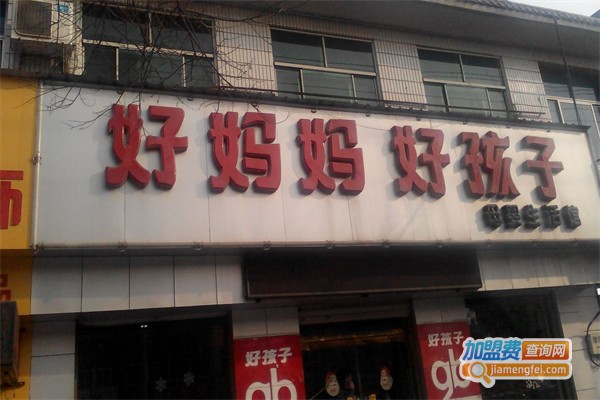 好妈妈 好孩子
母婴生活馆
饰
好孩子
gb
好孩子
gb
加盟费查询网
jiamengfei.com